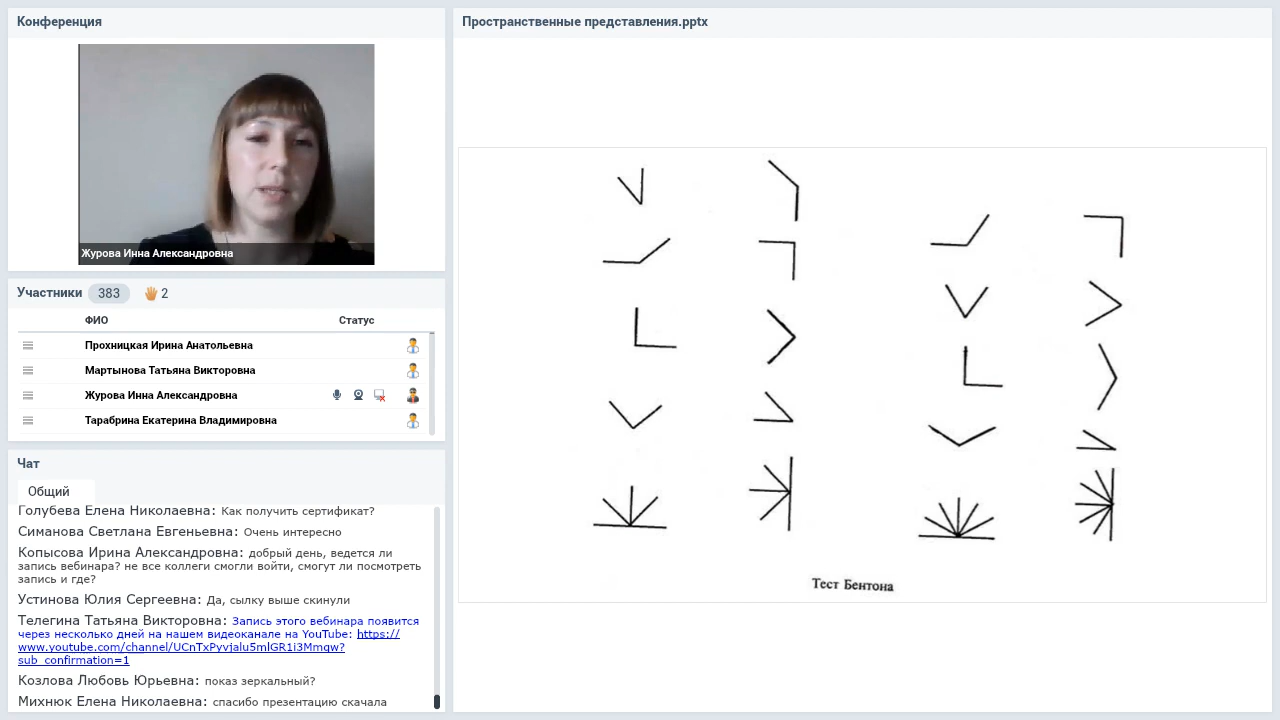 Конференция
Журова Инна Александровна
Участники 383 2
ФИО Статус
Прохницкая Ирина Анатольевна
Мартынова Татьяна Викторовна
Журова Инна Александровна
Тарабрина Екатерина Владимировна
Чат
Общий
Голубева Елена Николаевна: Как получить сертификат?
Симанова Светлана Евгеньевна: Очень интересно
Копысова Ирина Александровна: добрый день, ведется ли
запись вебинара? не все коллеги смогли войти, смогут ли посмотреть
запись и где?
Устинова Юлия Сергеевна: Да, сылку выше скинули
Телегина Татьяна Викторовна: Запись этого вебинара появится
через несколько дней на нашем видеоканале на YouTube: https://
www.youtube.com/channel/UCnTxPyvjalu5mlGR1i3Mmqw?
sub_confirmation=1
Козлова Любовь Юрьевна: показ зеркальный?
Михнюк Елена Николаевна: спасибо презентацию скачала
Пространственные представления.pptx
Тест Бентона